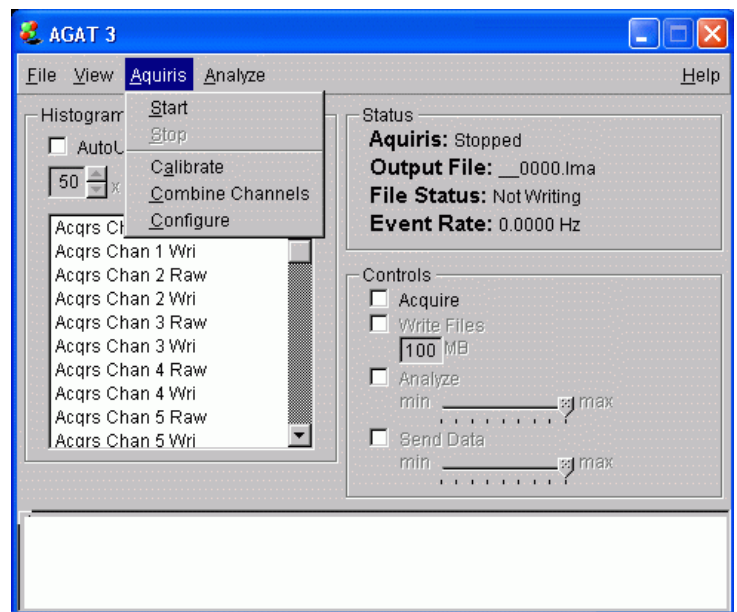 AGAT 3
File View Aquiris Analyze Help
Start
Stop
Calibrate
Combine Channels
Configure
Histogram
AutoU
50 x
Acqrs Ch
Acqrs Chan 1 Wri
Acqrs Chan 2 Raw
Acqrs Chan 2 Wri
Acqrs Chan 3 Raw
Acqrs Chan 3 Wri
Acqrs Chan 4 Raw
Acqrs Chan 4 Wri
Acqrs Chan 5 Raw
Acqrs Chan 5 Wri
Status
Aquiris: Stopped
Output File: __0000.lma
File Status: Not Writing
Event Rate: 0.0000 Hz
Controls
Acquire
Write Files
100 MB
Analyze
min max
Send Data
min max